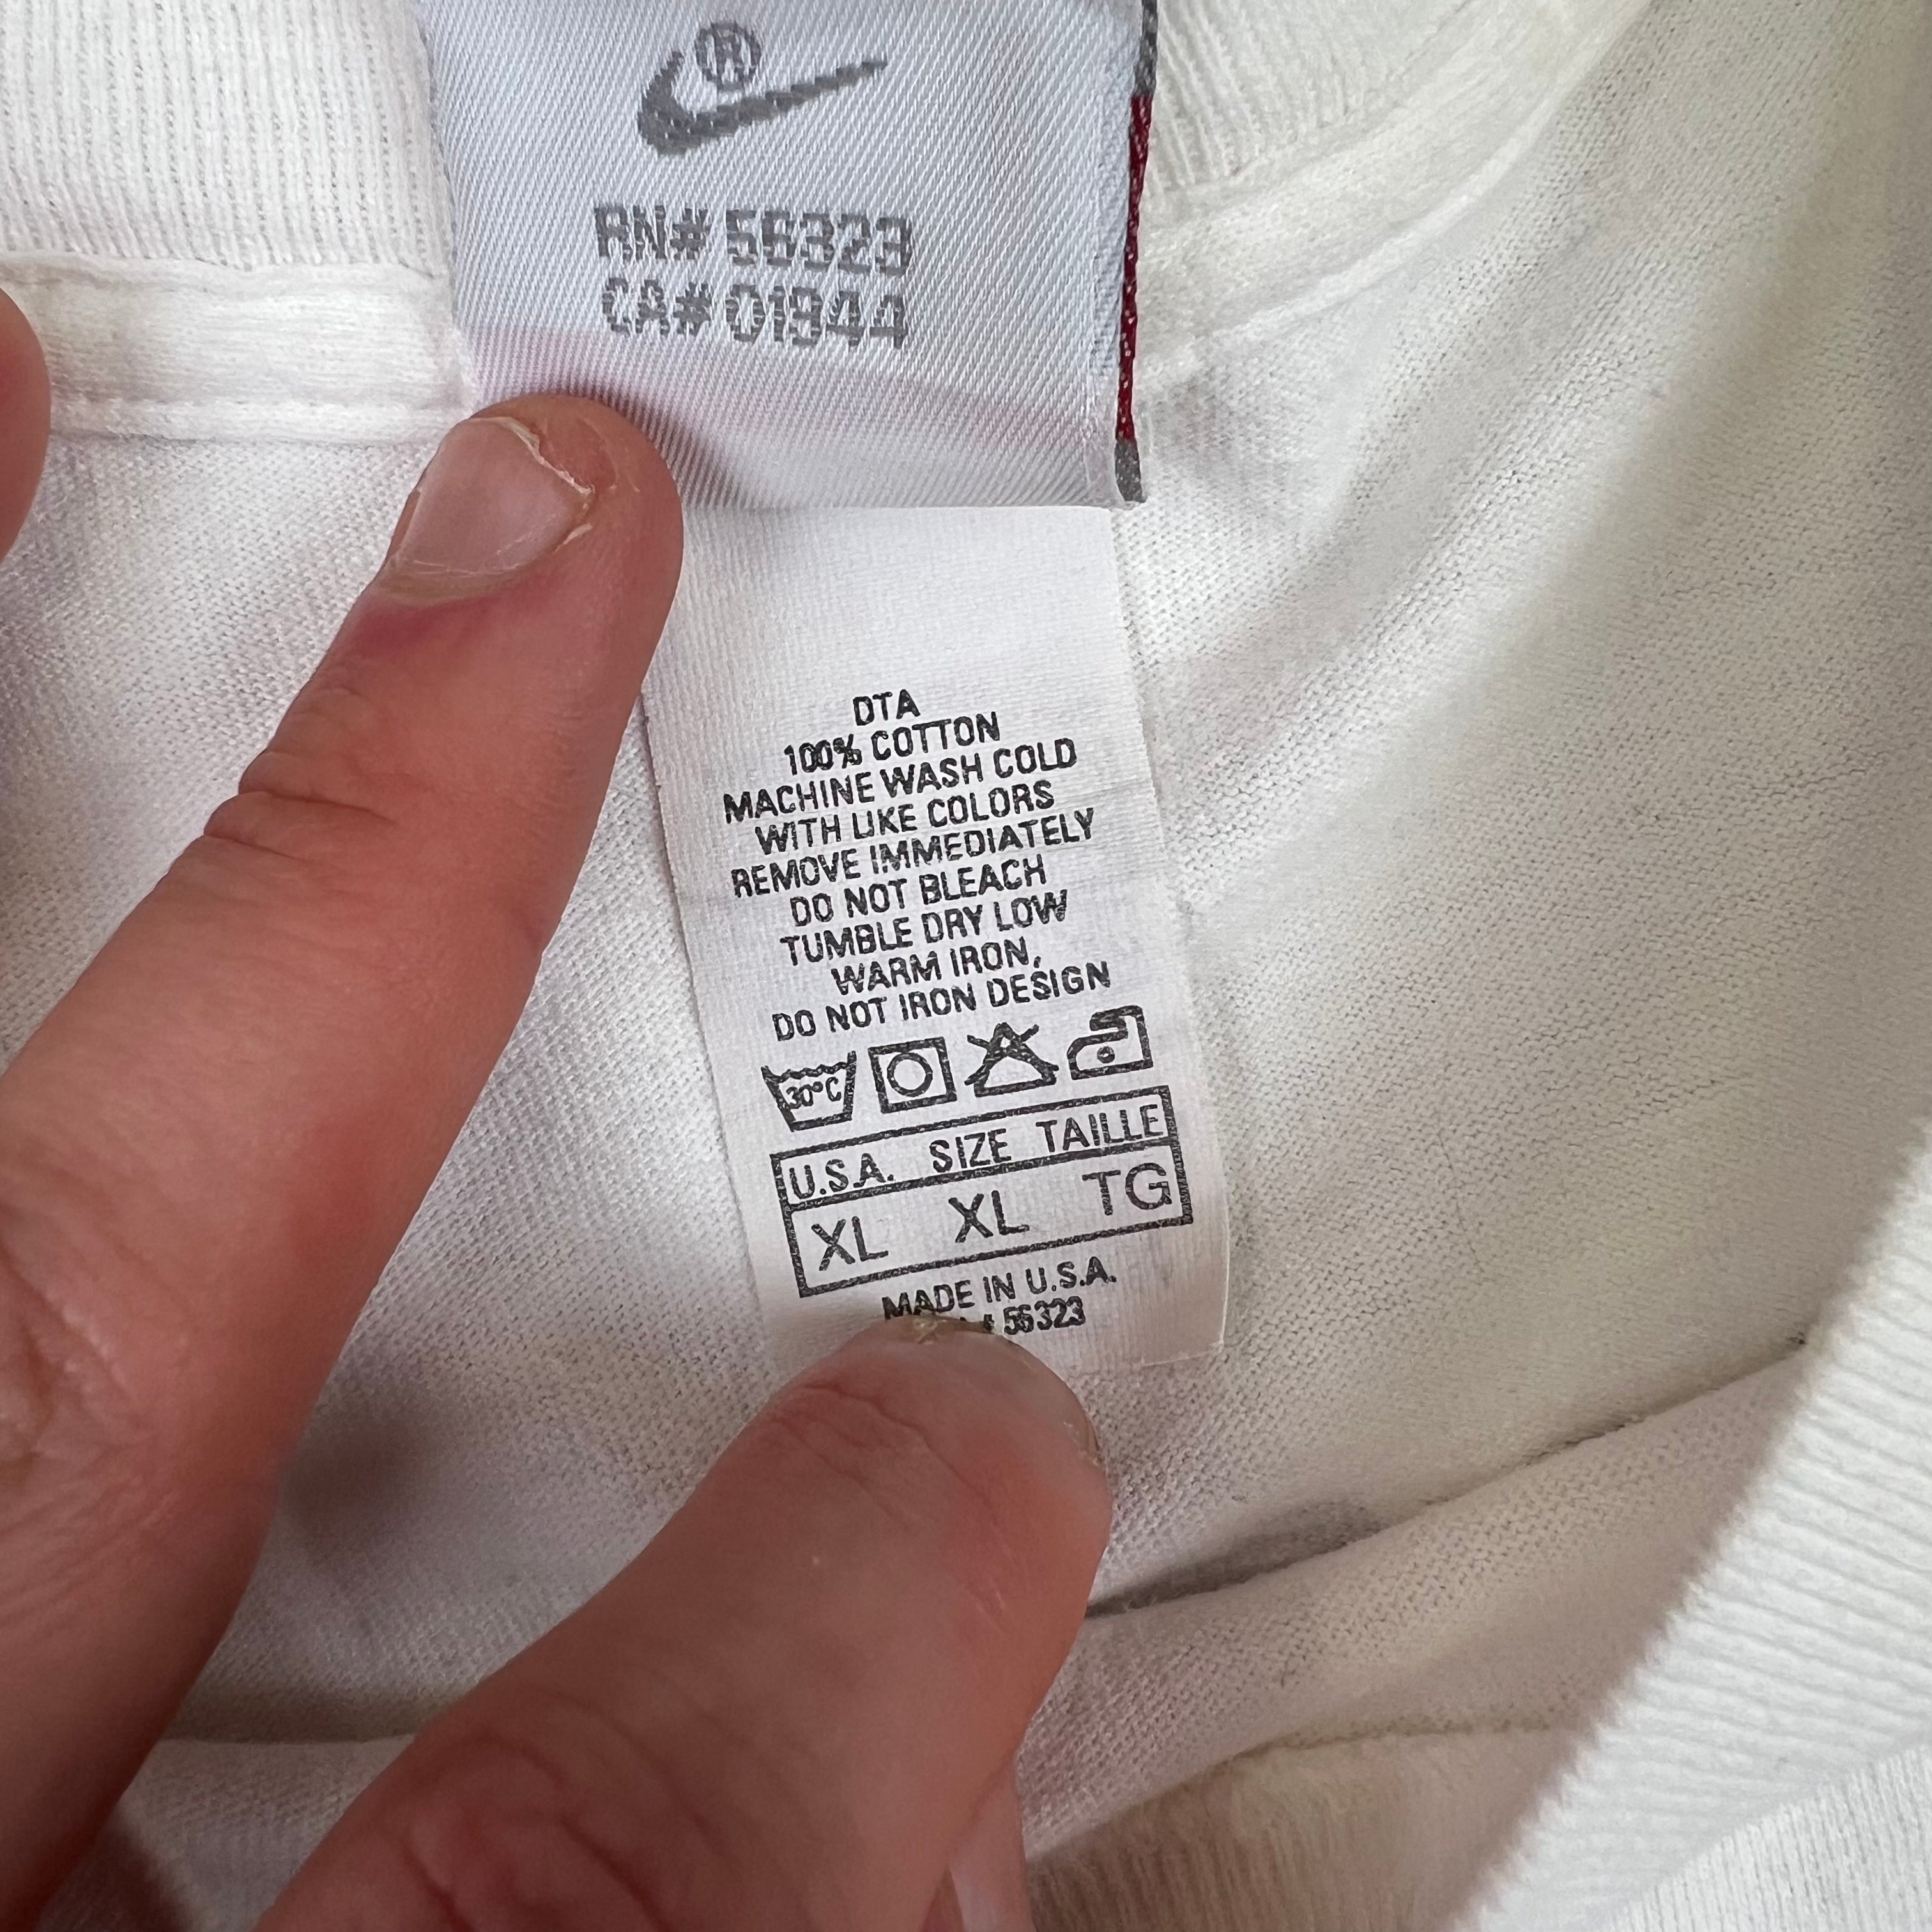 ®
RN# 56323
CA# 01944
DTA
100% COTTON
MACHINE WASH COLD
WITH LIKE COLORS
REMOVE IMMEDIATELY
DO NOT BLEACH
TUMBLE DRY LOW
WARM IRON,
DO NOT IRON DESIGN
30°C
U.S.A. SIZE TAILLE
XL XL TG
MADE IN U.S.A.
# 56323